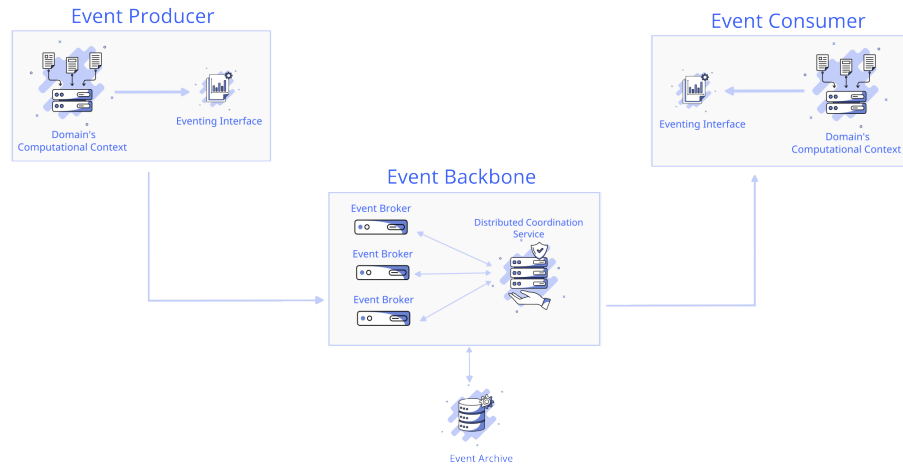 Event Producer
Domain's
Computational Context
Eventing Interface
Event Consumer
Eventing Interface
Domain's
Computational Context
Event Backbone
Event Broker
Event Broker
Event Broker
Distributed Coordination
Service
Event Archive